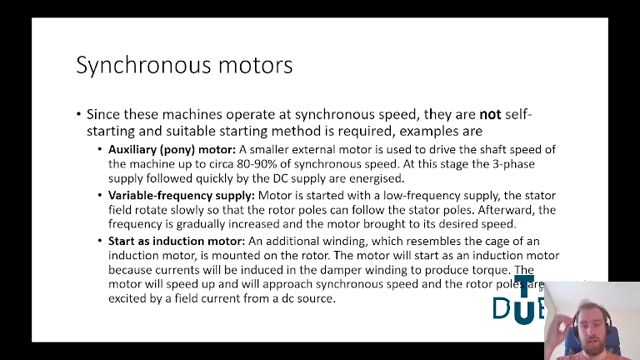 Synchronous motors
• Since these machines operate at synchronous speed, they are not self-
starting and suitable starting method is required, examples are
• Auxiliary (pony) motor: A smaller external motor is used to drive the shaft speed of
the machine up to circa 80-90% of synchronous speed. At this stage the 3-phase
supply followed quickly by the DC supply are energised.
• Variable-frequency supply: Motor is started with a low-frequency supply, the stator
field rotate slowly so that the rotor poles can follow the stator poles. Afterward, the
frequency is gradually increased and the motor brought to its desired speed.
• Start as induction motor: An additional winding, which resembles the cage of an
induction motor, is mounted on the rotor. The motor will start as an induction motor
because currents will be induced in the damper winding to produce torque. The
motor will speed up and will approach synchronous speed and the rotor poles are
excited by a field current from a dc source.
T
DU